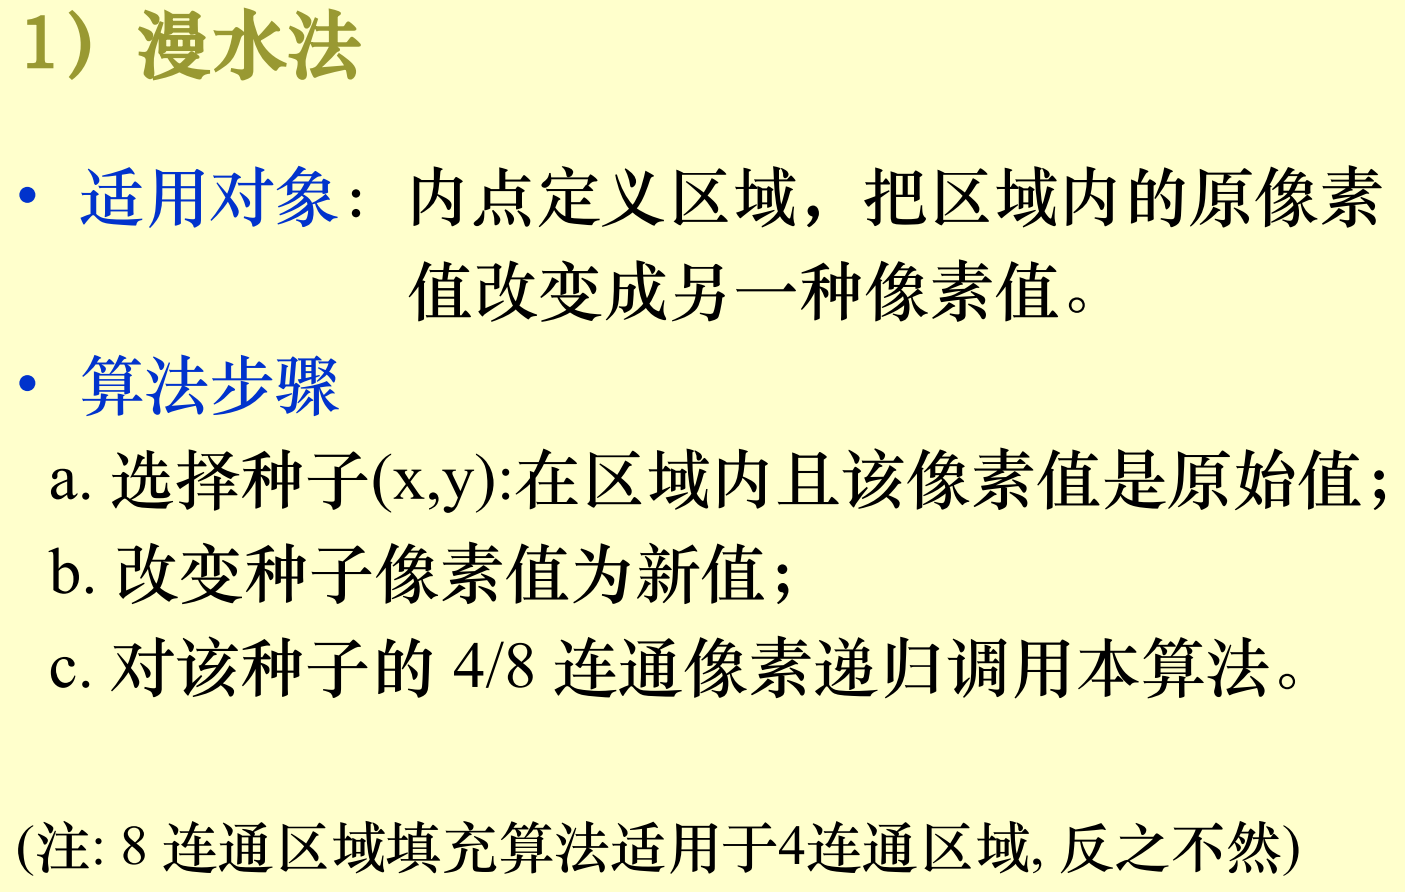 1）漫水法
• 适用对象：内点定义区域，把区域内的原像素
值改变成另一种像素值。
• 算法步骤
a. 选择种子(x,y):在区域内且该像素值是原始值；
b. 改变种子像素值为新值；
c. 对该种子的 4/8 连通像素递归调用本算法。
(注: 8 连通区域填充算法适用于4连通区域, 反之不然)